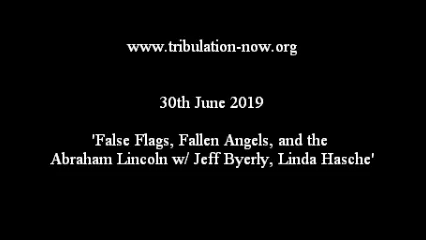 www.tribulation-now.org
30th June 2019
'False Flags, Fallen Angels, and the
Abraham Lincoln w/ Jeff Byerly, Linda Hasche'